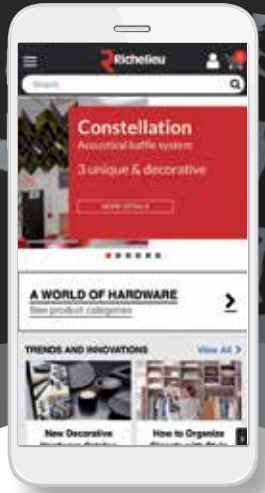 Richelieu
Search
Constellation
Acoustical baffle system
3 unique & decorative
MORE DETAILS
A WORLD OF HARDWARE
See product categories
TRENDS AND INNOVATIONS
View All >
New Decorative
How to Organize